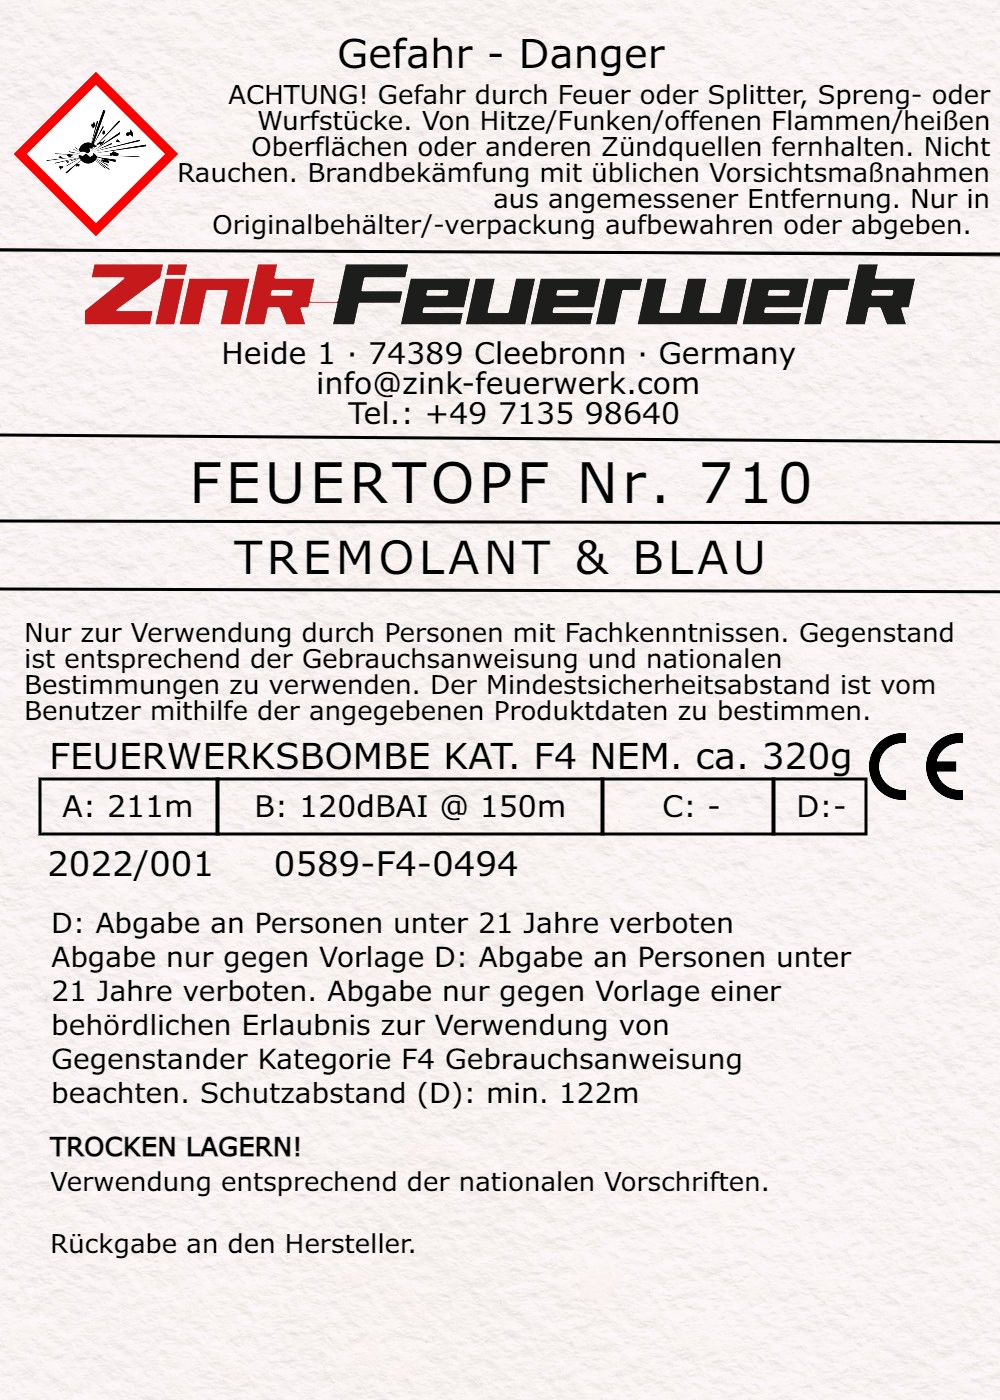 Gefahr - Danger
ACHTUNG! Gefahr durch Feuer oder Splitter, Spreng- oder
Wurfstücke. Von Hitze/Funken/offenen Flammen/heißen
Oberflächen oder anderen Zündquellen fernhalten. Nicht
Rauchen. Brandbekämfung mit üblichen Vorsichtsmaßnahmen
aus angemessener Entfernung. Nur in
Originalbehälter/-verpackung aufbewahren oder abgeben.
Zink Feuerwerk
Heide 1 · 74389 Cleebronn · Germany
info@zink-feuerwerk.com
Tel.: +49 7135 98640
FEUERTOPF Nr. 710
TREMOLANT & BLAU
Nur zur Verwendung durch Personen mit Fachkenntnissen. Gegenstand
ist entsprechend der Gebrauchsanweisung und nationalen
Bestimmungen zu verwenden. Der Mindestsicherheitsabstand ist vom
Benutzer mithilfe der angegebenen Produktdaten zu bestimmen.
FEUERWERKSBOMBE KAT. F4 NEM. ca. 320g CE
A: 211m B: 120dBAI @ 150m C: - D:-
2022/001 0589-F4-0494
D: Abgabe an Personen unter 21 Jahre verboten
Abgabe nur gegen Vorlage D: Abgabe an Personen unter
21 Jahre verboten. Abgabe nur gegen Vorlage einer
behördlichen Erlaubnis zur Verwendung von
Gegenstander Kategorie F4 Gebrauchsanweisung
beachten. Schutzabstand (D): min. 122m
TROCKEN LAGERN!
Verwendung entsprechend der nationalen Vorschriften.
Rückgabe an den Hersteller.